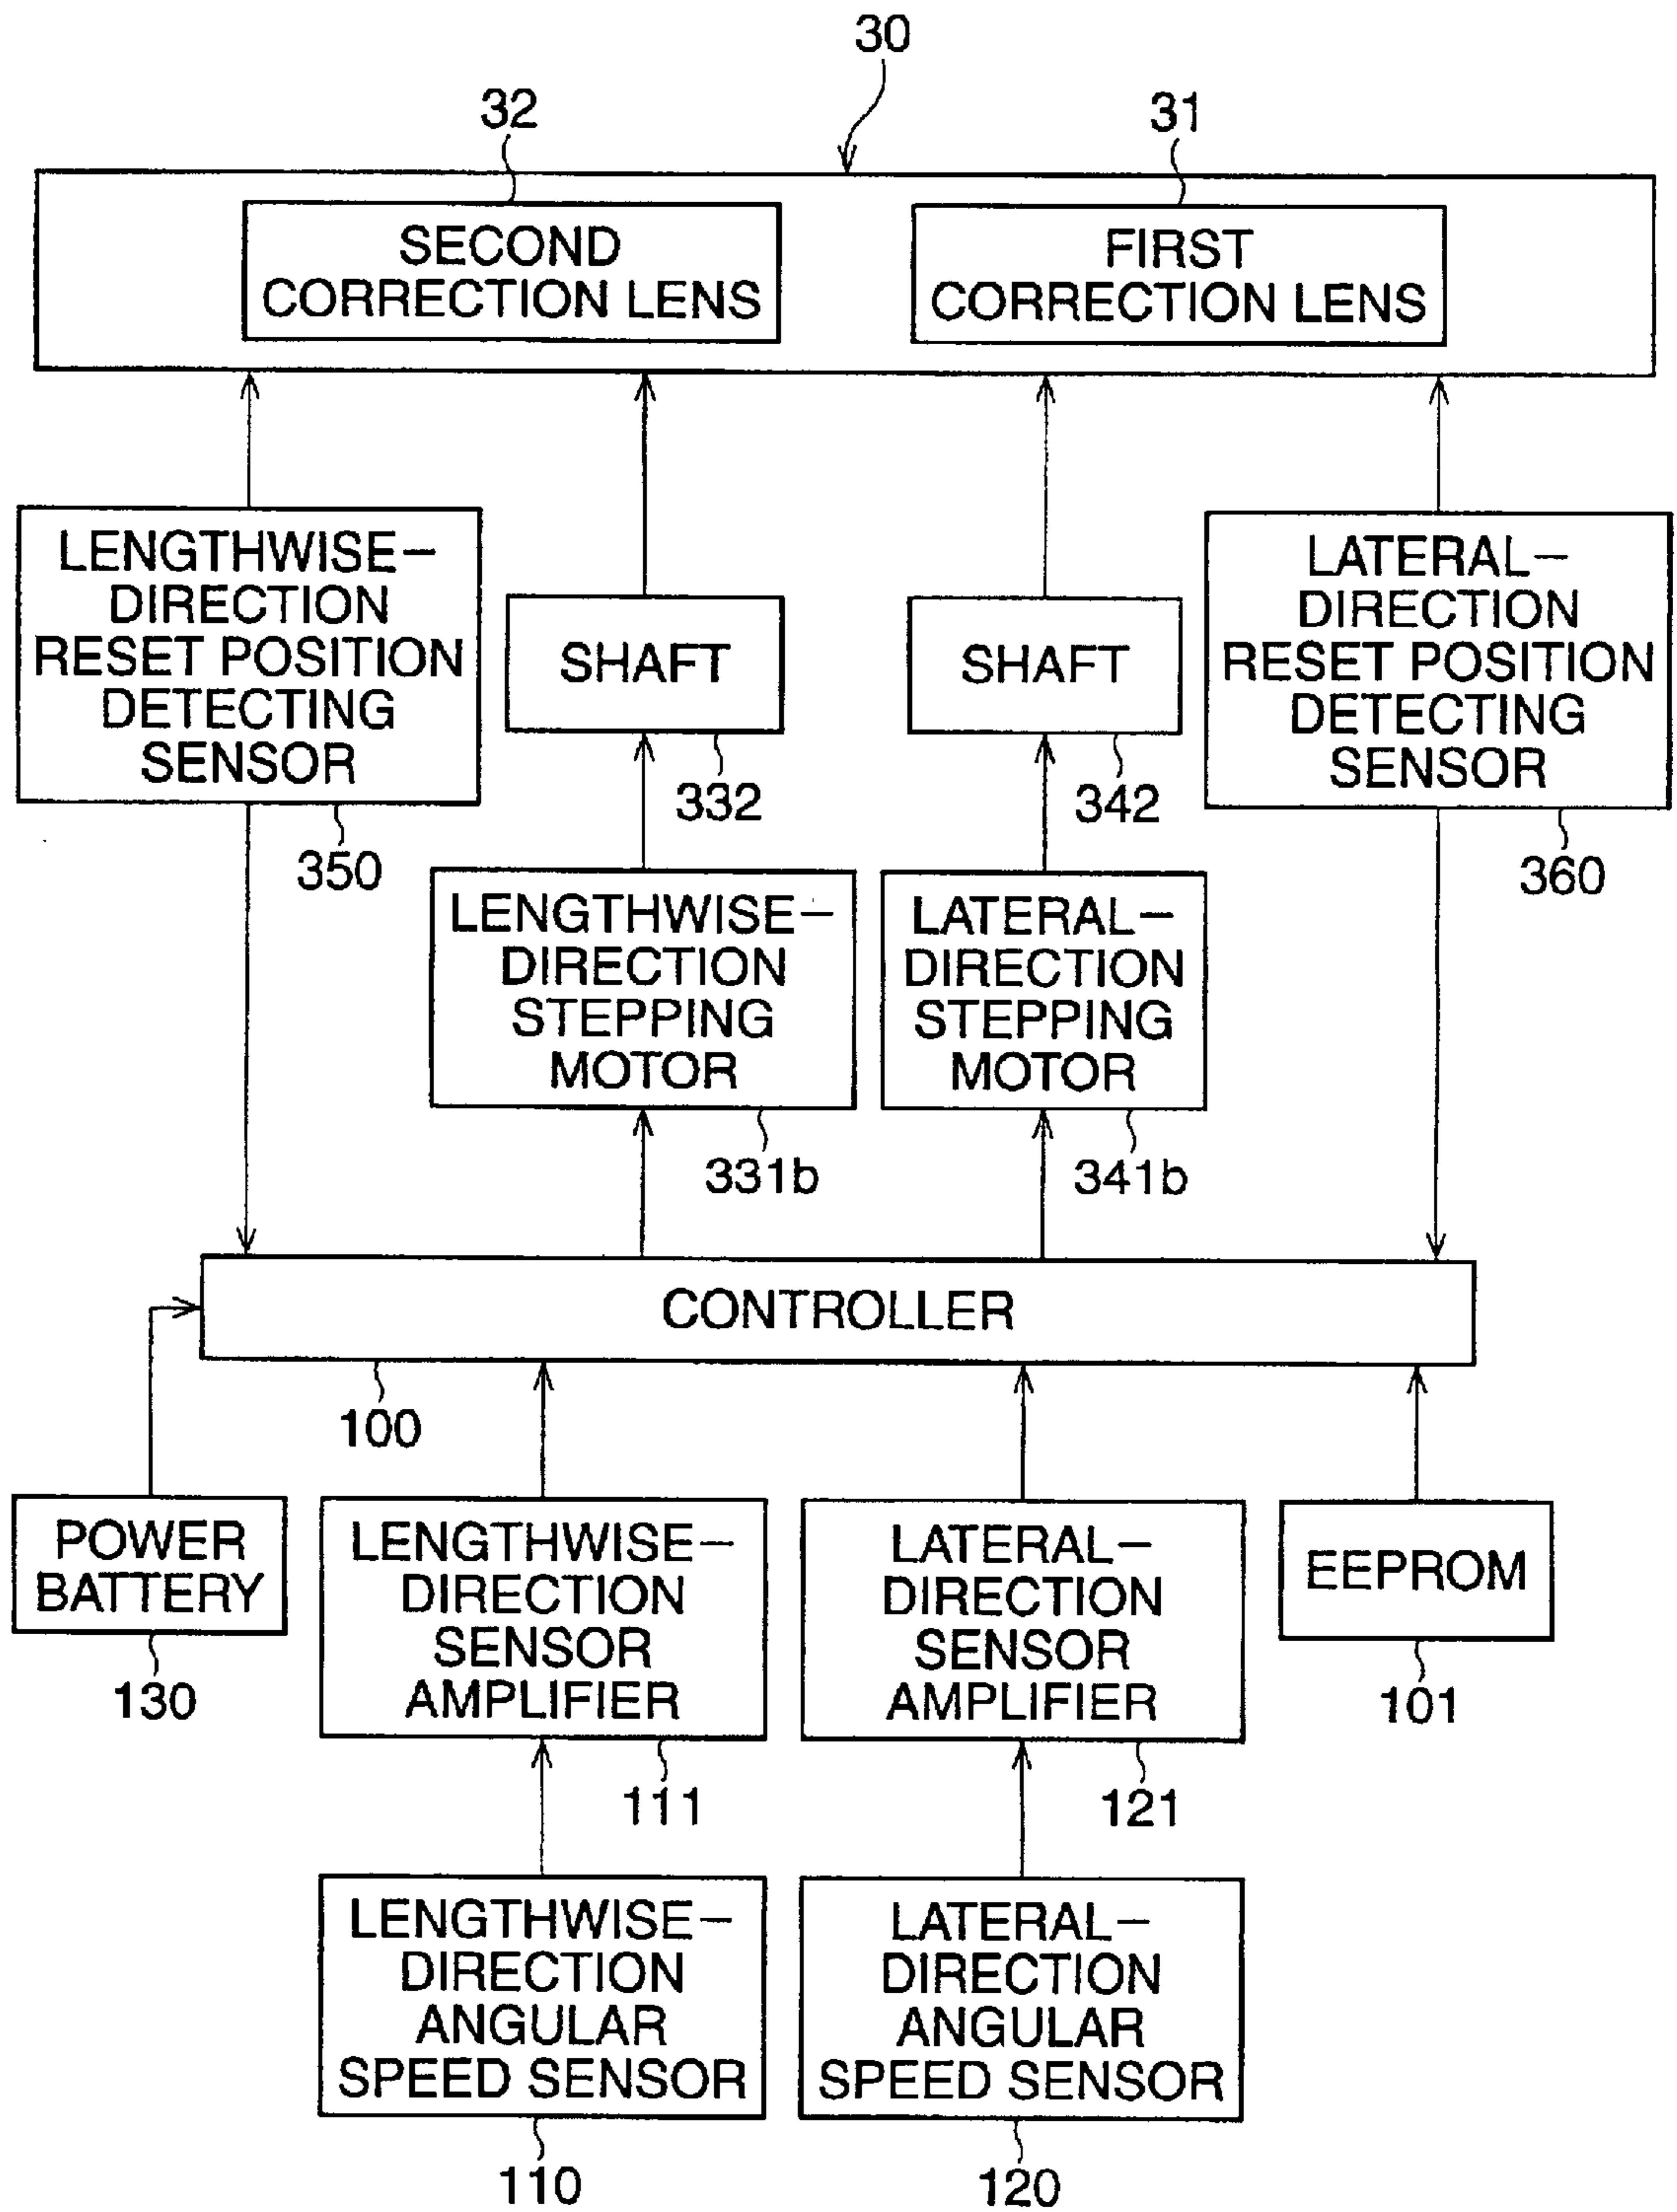 30
32
31
SECOND
CORRECTION LENS
FIRST
CORRECTION LENS
LENGTHWISE—
DIRECTION
RESET POSITION
DETECTING
SENSOR
350
SHAFT
332
SHAFT
342
LATERAL—
DIRECTION
RESET POSITION
DETECTING
SENSOR
360
LENGTHWISE—
DIRECTION
STEPPING
MOTOR
331b
LATERAL—
DIRECTION
STEPPING
MOTOR
341b
CONTROLLER
100
POWER
BATTERY
130
LENGTHWISE—
DIRECTION
SENSOR
AMPLIFIER
111
LATERAL—
DIRECTION
SENSOR
AMPLIFIER
121
EEPROM
101
LENGTHWISE—
DIRECTION
ANGULAR
SPEED SENSOR
110
LATERAL—
DIRECTION
ANGULAR
SPEED SENSOR
120